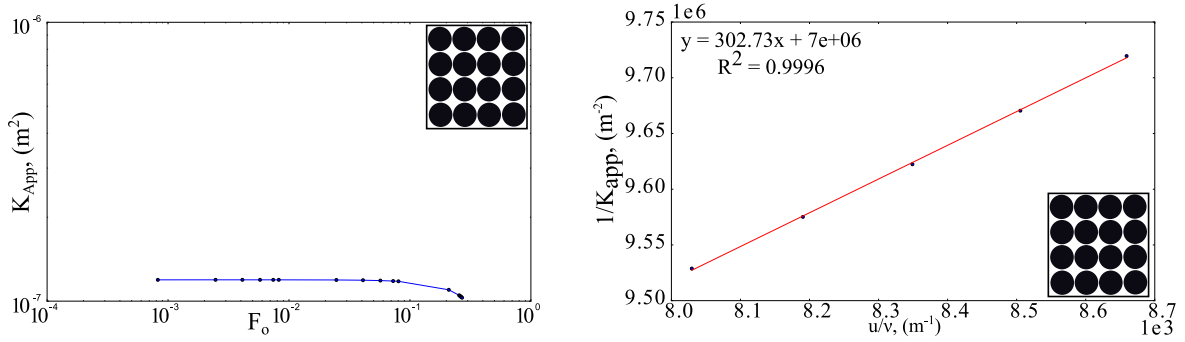 10^-6
K_App, (m^2)
10^-7
10^-4 10^-3 10^-2 10^-1 10^0
F_o
1e6
y = 302.73x + 7e+06
R^2 = 0.9996
9.75
9.70
9.65
9.60
9.55
9.50
1/K_app, (m^-2)
8.0 8.1 8.2 8.3 8.4 8.5 8.6 8.7
u/ν, (m^-1)
1e3